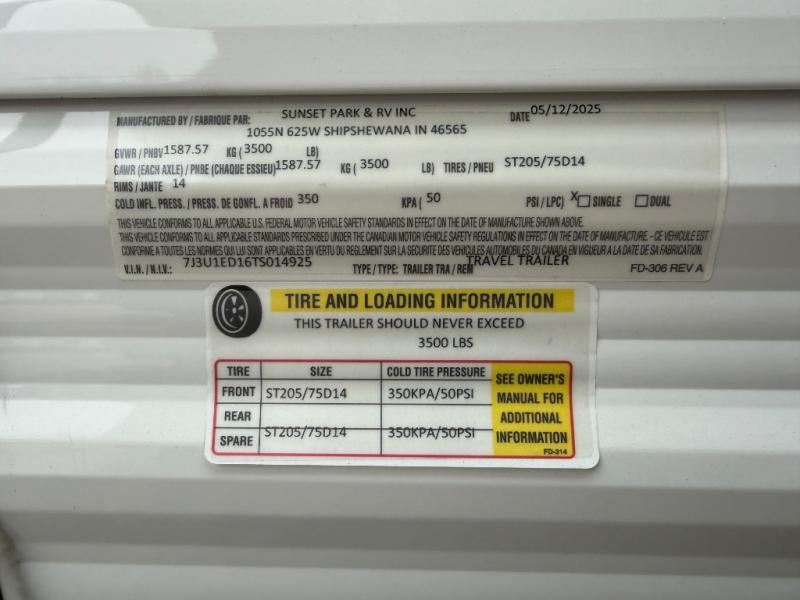 MANUFACTURED BY / FABRIQUE PAR: SUNSET PARK & RV INC DATE 05/12/2025
1055N 625W SHIPSHEWANA IN 46565
GVWR / PNBV 1587.57 KG ( 3500 LB)
GAWR (EACH AXLE) / PNBE (CHAQUE ESSIEU) 1587.57 KG ( 3500 LB) TIRES / PNEU ST205/75D14
RIMS / JANTE 14
COLD INFL. PRESS. / PRESS. DE GONFL. A FROID 350 KPA ( 50 PSI / LPC) X SINGLE DUAL
THIS VEHICLE CONFORMS TO ALL APPLICABLE U.S. FEDERAL MOTOR VEHICLE SAFETY STANDARDS IN EFFECT ON THE DATE OF MANUFACTURE SHOWN ABOVE.
THIS VEHICLE CONFORMS TO ALL APPLICABLE STANDARDS PRESCRIBED UNDER THE CANADIAN MOTOR VEHICLE SAFETY REGULATIONS IN EFFECT ON THE DATE OF MANUFACTURE. - CE VEHICULE EST
CONFORME A TOUTES LES NORMES QUI LUI SONT APPLICABLES EN VERTU DU REGLEMENT SUR LA SECURITE DES VEHICULES AUTOMOBILES DU CANADA EN VIGUEUR A LA DATE DE SA FABRICATION.
V.I.N. / N.I.V.: 7J3U1ED16TS014925 TYPE / TYPE: TRAILER TRA / REM TRAVEL TRAILER FD-306 REV A
TIRE AND LOADING INFORMATION
THIS TRAILER SHOULD NEVER EXCEED
3500 LBS
TIRE SIZE COLD TIRE PRESSURE
FRONT ST205/75D14 350KPA/50PSI
REAR
SPARE ST205/75D14 350KPA/50PSI
SEE OWNER'S
MANUAL FOR
ADDITIONAL
INFORMATION
FD-314